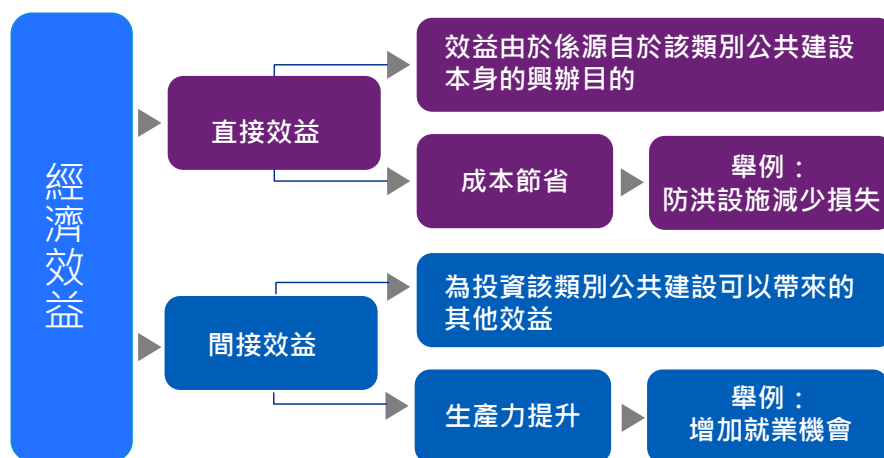 經濟效益
直接效益
效益由於係源自於該類別公共建設
本身的興辦目的
成本節省
舉例：
防洪設施減少損失
間接效益
為投資該類別公共建設可以帶來的
其他效益
生產力提升
舉例：
增加就業機會